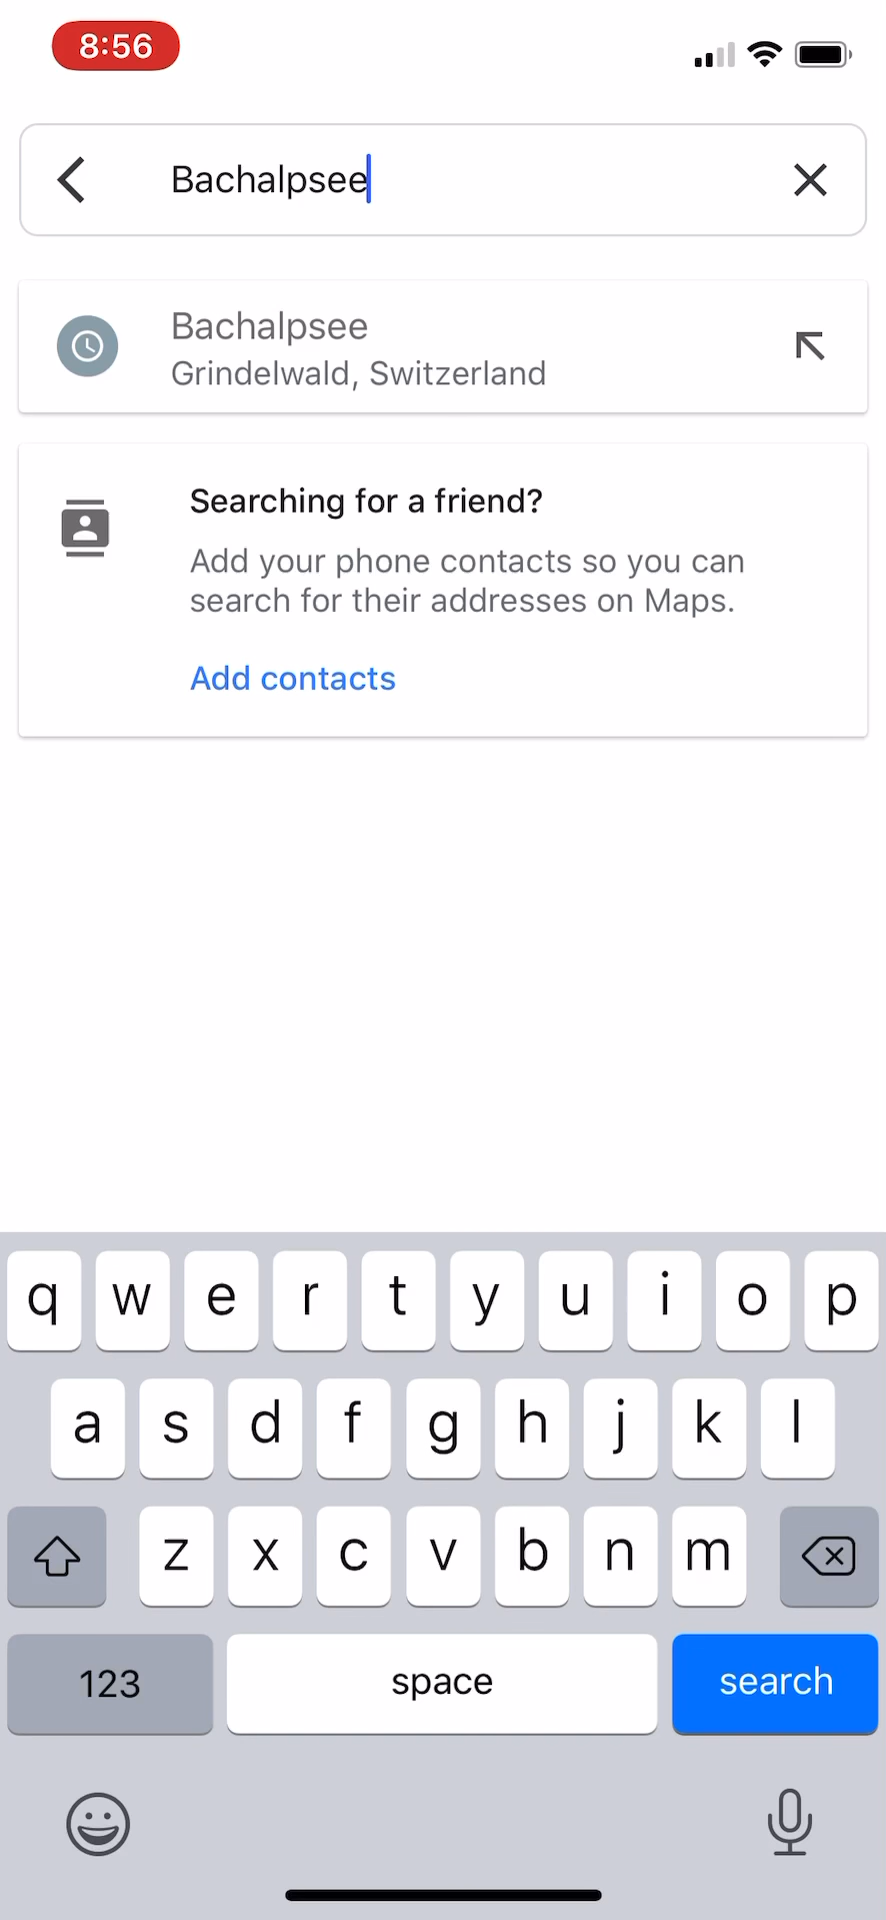 8:56
Bachalpsee
Bachalpsee
Grindelwald, Switzerland
Searching for a friend?
Add your phone contacts so you can
search for their addresses on Maps.
Add contacts
q w e r t y u i o p
a s d f g h j k l
z x c v b n m
123 space search